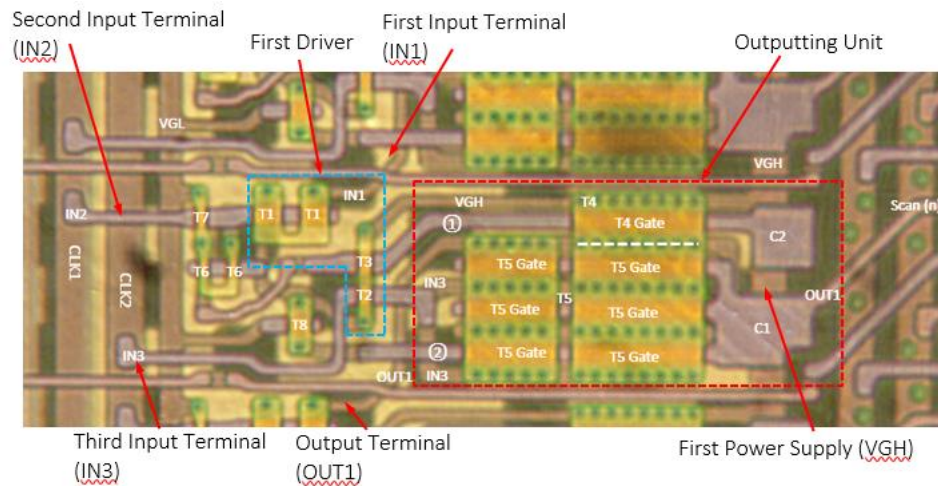 Second Input Terminal
(IN2)
First Driver
First Input Terminal
(IN1)
Outputting Unit
VGL
VGH
IN1
IN2
T7
T1
T1
VGH
T4
①
T4 Gate
C2
Scan (n
CLK1
CLK2
T6
T6
T3
IN3
T5 Gate
T5 Gate
T2
T5
OUT1
T8
T5 Gate
T5 Gate
C1
IN3
②
T5 Gate
T5 Gate
OUT1
IN3
Third Input Terminal
(IN3)
Output Terminal
(OUT1)
First Power Supply (VGH)